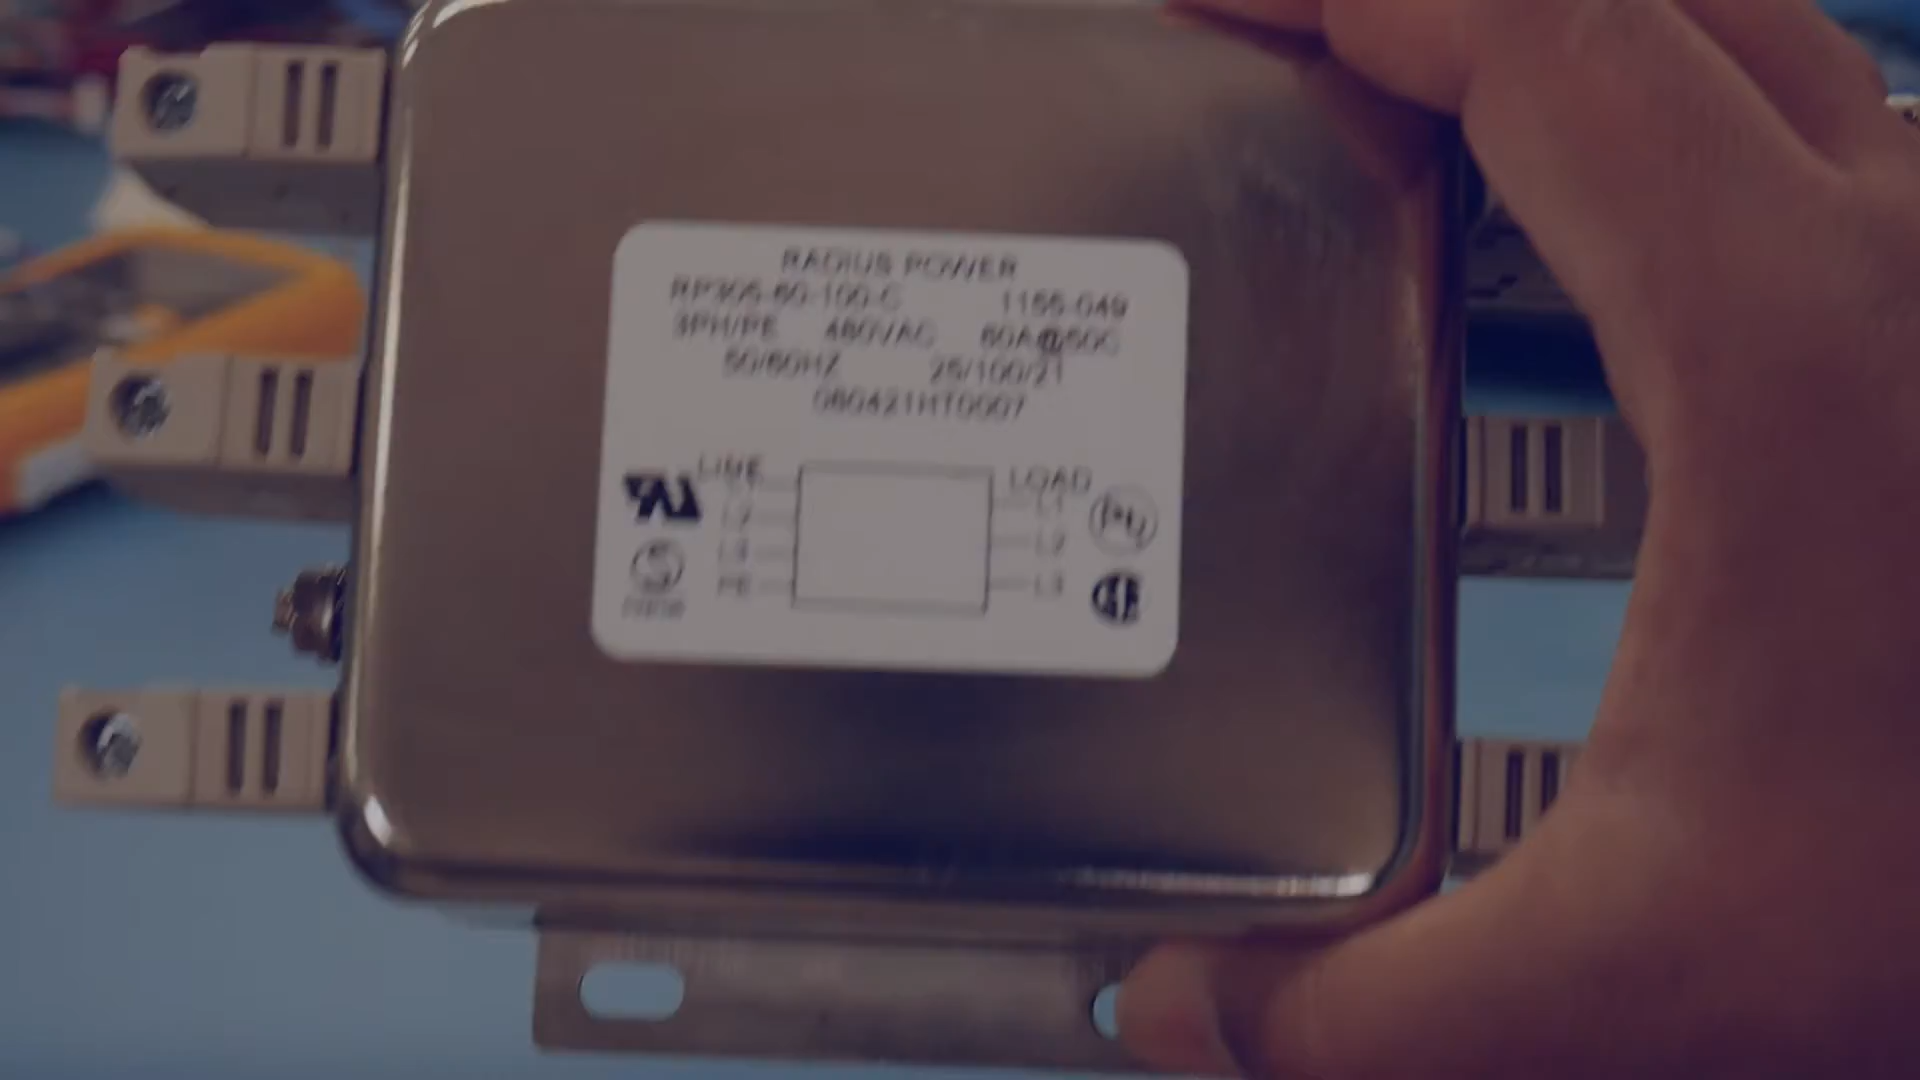 RADIUS POWER
RP305-60-100-C 1155-049
3PH/PE 480VAC 60A@50C
50/60HZ 25/100/21
080421HT0007
LINE LOAD
L1
L2 L2
L3 L3
PE